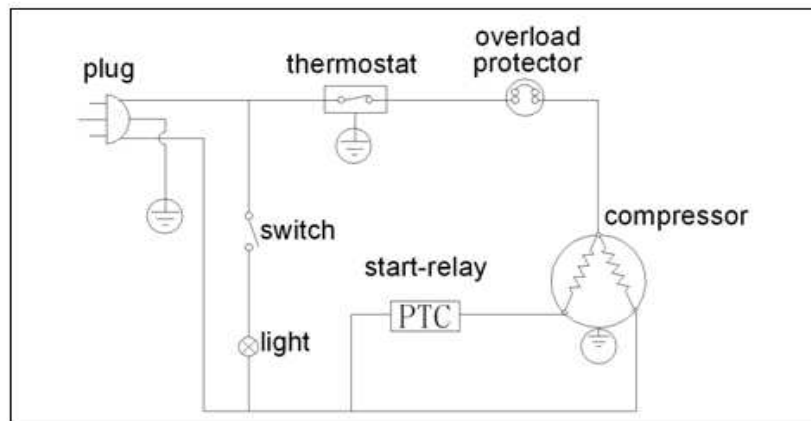 plug
thermostat
overload
protector
switch
compressor
start-relay
PTC
light